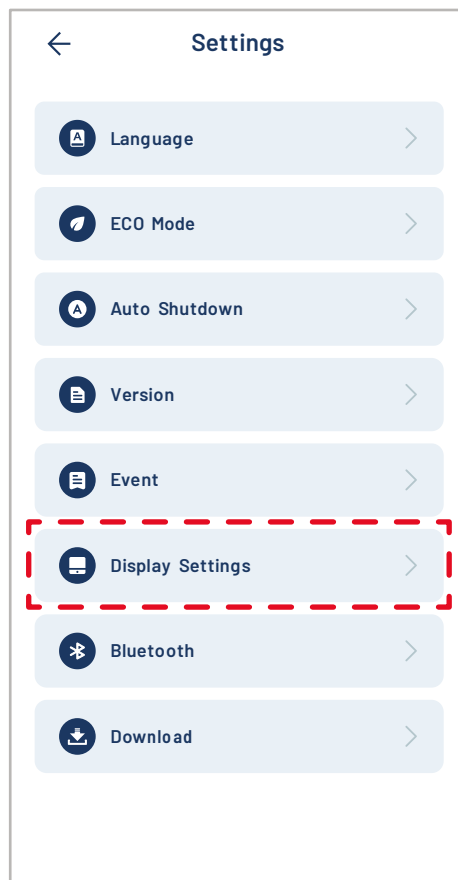 Settings
Language
ECO Mode
Auto Shutdown
Version
Event
Display Settings
Bluetooth
Download